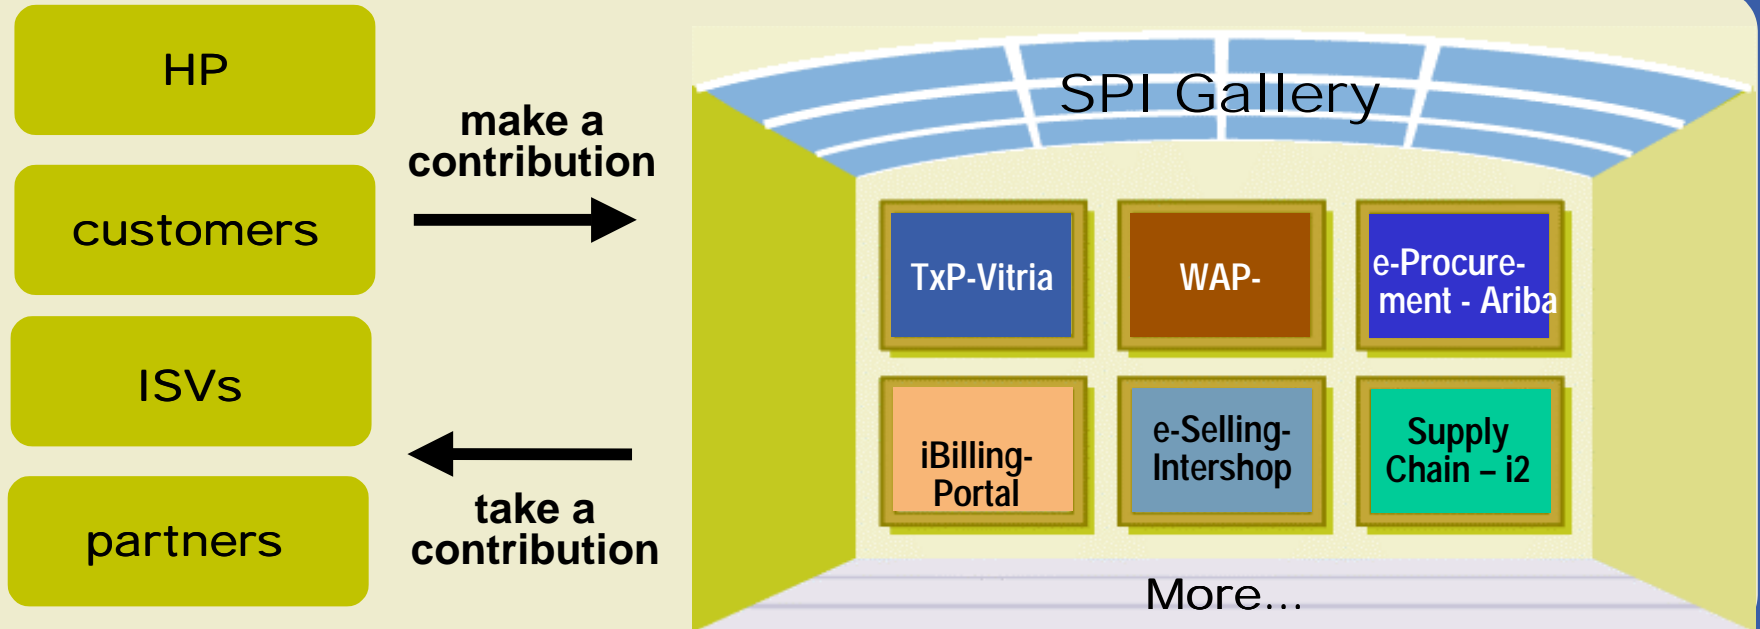 HP
customers
ISVs
partners
make a
contribution
take a
contribution
SPI Gallery
TxP-Vitria
WAP-
e-Procure-
ment - Ariba
iBilling-
Portal
e-Selling-
Intershop
Supply
Chain – i2
More...